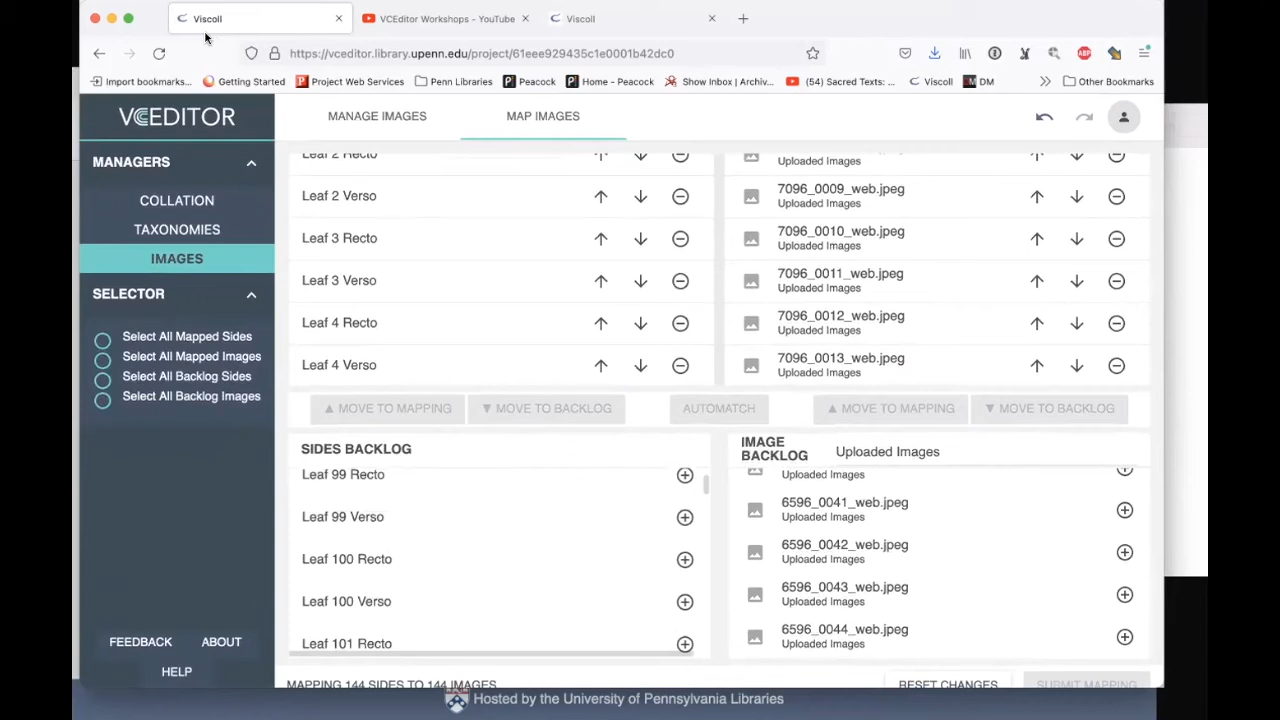 Viscoll
VCEditor Workshops - YouTube
Viscoll
https://vceditor.library.upenn.edu/project/61eee929435c1e0001b42dc0
Import bookmarks...
Getting Started
Project Web Services
Penn Libraries
Peacock
Home - Peacock
Show Inbox | Archiv...
(54) Sacred Texts: ...
Viscoll
DM
Other Bookmarks
VCEDITOR
MANAGE IMAGES
MAP IMAGES
MANAGERS
COLLATION
TAXONOMIES
IMAGES
SELECTOR
Select All Mapped Sides
Select All Mapped Images
Select All Backlog Sides
Select All Backlog Images
FEEDBACK
ABOUT
HELP
Leaf 2 Recto
Leaf 2 Verso
Leaf 3 Recto
Leaf 3 Verso
Leaf 4 Recto
Leaf 4 Verso
Uploaded Images
7096_0009_web.jpeg
Uploaded Images
7096_0010_web.jpeg
Uploaded Images
7096_0011_web.jpeg
Uploaded Images
7096_0012_web.jpeg
Uploaded Images
7096_0013_web.jpeg
Uploaded Images
▲ MOVE TO MAPPING
▼ MOVE TO BACKLOG
AUTOMATCH
▲ MOVE TO MAPPING
▼ MOVE TO BACKLOG
SIDES BACKLOG
Leaf 99 Recto
Leaf 99 Verso
Leaf 100 Recto
Leaf 100 Verso
Leaf 101 Recto
IMAGE
BACKLOG
Uploaded Images
Uploaded Images
6596_0041_web.jpeg
Uploaded Images
6596_0042_web.jpeg
Uploaded Images
6596_0043_web.jpeg
Uploaded Images
6596_0044_web.jpeg
Uploaded Images
MAPPING 144 SIDES TO 144 IMAGES
RESET CHANGES
SUBMIT MAPPING
Hosted by the University of Pennsylvania Libraries